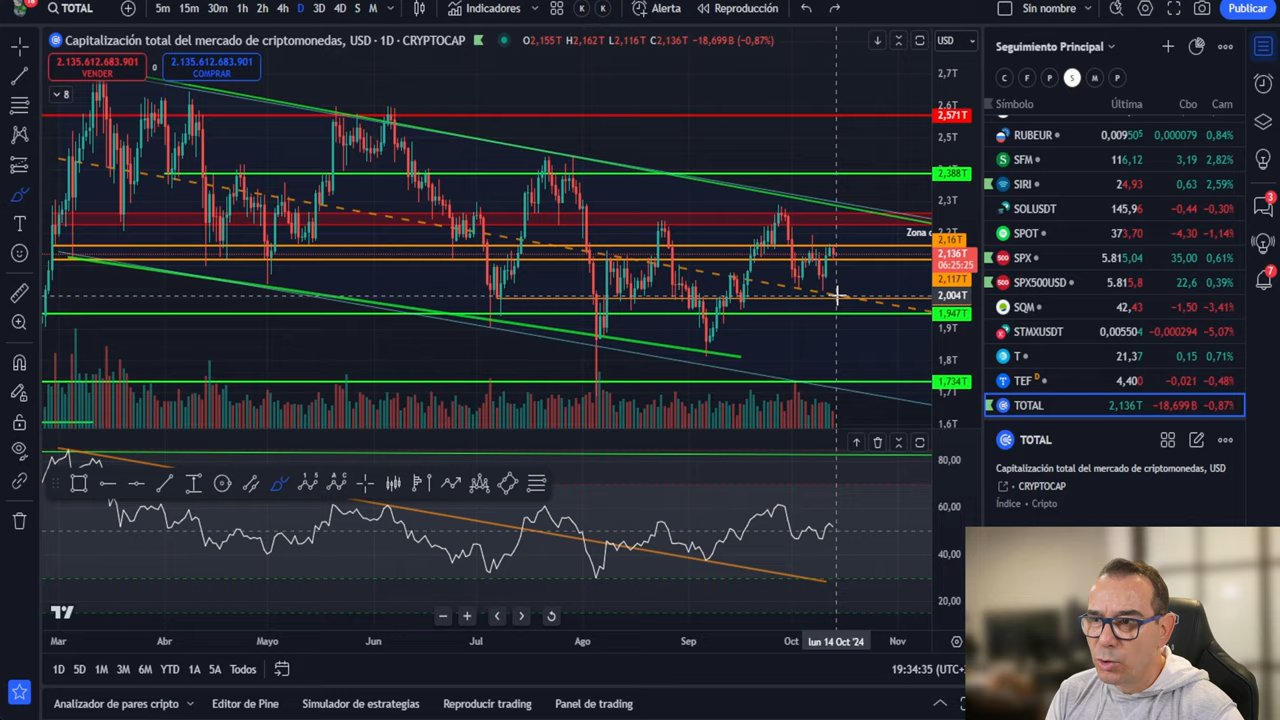 18
TOTAL
5m 15m 30m 1h 2h 4h D 3D 4D S M
Indicadores
K K
Alerta
Reproducción
Sin nombre
Publicar
Capitalización total del mercado de criptomonedas, USD · 1D · CRYPTOCAP
O2,155T H2,162T L2,116T C2,136T −18,699B (−0,87%)
USD
2.135.612.683.901
VENDER
0
2.135.612.683.901
COMPRAR
8
2,7T
2,6T
2,571T
2,5T
2,4T
2,388T
2,3T
2,2T
Zona
2,16T
2,136T
06:25:25
2,117T
2,004T
1,947T
1,9T
1,8T
1,734T
1,7T
1,6T
80,00
60,00
40,00
20,00
Mar Abr Mayo Jun Jul Ago Sep Oct lun 14 Oct '24 Nov
1D 5D 1M 3M 6M YTD 1A 5A Todos
19:34:35 (UTC+
Analizador de pares cripto Editor de Pine Simulador de estrategias Reproducir trading Panel de trading
Seguimiento Principal
C F P S M P
Símbolo Última Cbo Cam
RUBEUR 0,009505 0,000079 0,84%
SFM 116,12 3,19 2,82%
SIRI 24,93 0,63 2,59%
SOLUSDT 145,96 −0,44 −0,30%
SPOT 373,70 −4,30 −1,14%
SPX 5.815,04 35,00 0,61%
SPX500USD 5.815,8 22,6 0,39%
SQM 42,43 −1,50 −3,41%
STMXUSDT 0,005504 −0,000294 −5,07%
T 21,37 0,15 0,71%
TEF D 4,400 −0,021 −0,48%
TOTAL 2,136T −18,699B −0,87%
TOTAL
Capitalización total del mercado de criptomonedas, USD
CRYPTOCAP
Índice • Cripto
3
7